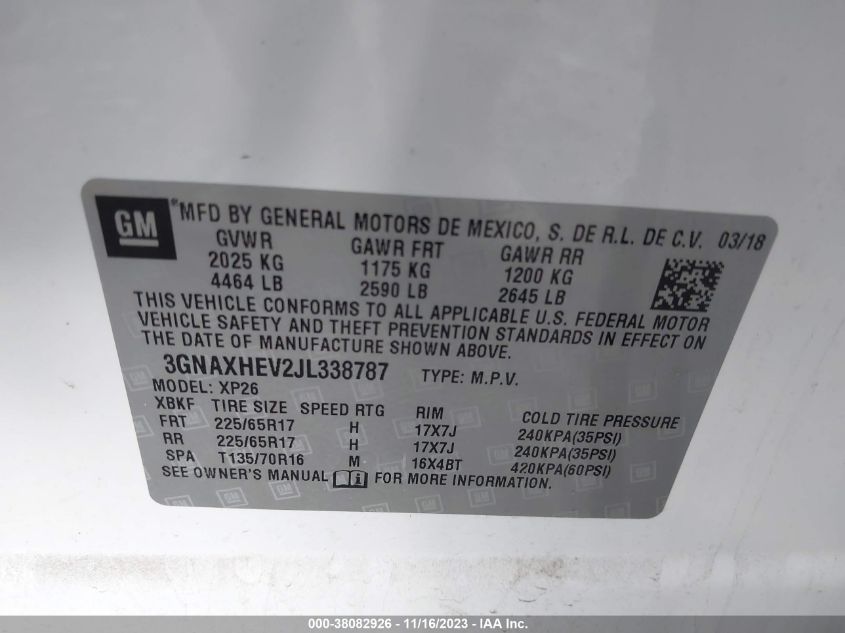 GM ®MFD BY GENERAL MOTORS DE MEXICO, S. DE R.L. DE C.V. 03/18
GVWR GAWR FRT GAWR RR
2025 KG 1175 KG 1200 KG
4464 LB 2590 LB 2645 LB
THIS VEHICLE CONFORMS TO ALL APPLICABLE U.S. FEDERAL MOTOR
VEHICLE SAFETY AND THEFT PREVENTION STANDARDS IN EFFECT ON
THE DATE OF MANUFACTURE SHOWN ABOVE.
3GNAXHEV2JL338787 TYPE: M.P.V.
MODEL: XP26
XBKF TIRE SIZE SPEED RTG RIM COLD TIRE PRESSURE
FRT 225/65R17 H 17X7J 240KPA(35PSI)
RR 225/65R17 H 17X7J 240KPA(35PSI)
SPA T135/70R16 M 16X4BT 420KPA(60PSI)
SEE OWNER'S MANUAL FOR MORE INFORMATION.
000-38082926 - 11/16/2023 - IAA Inc.